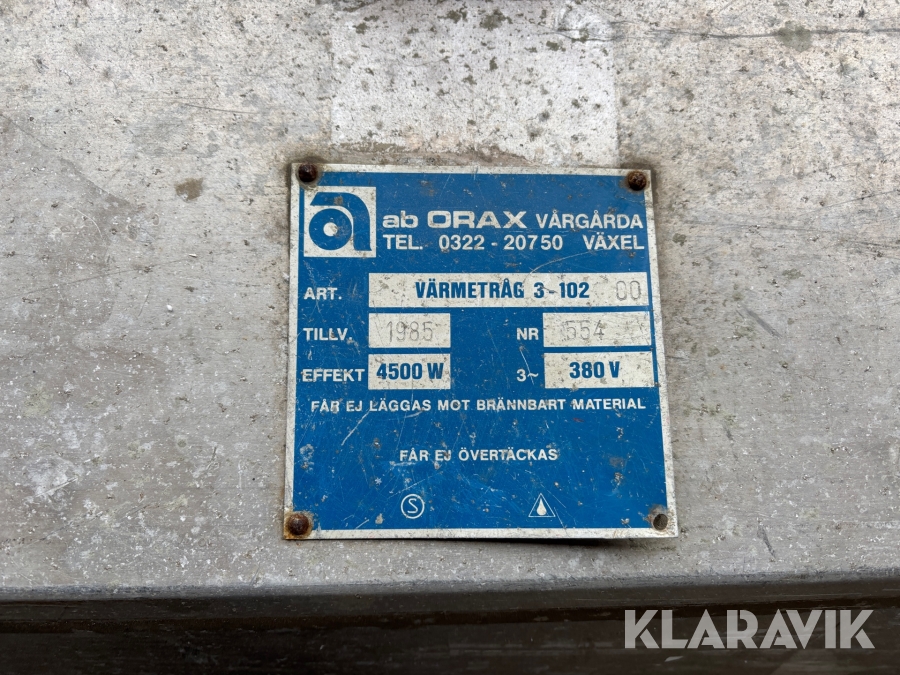 a ab ORAX VÅRGÅRDA
TEL. 0322 - 20750 VÄXEL
ART. VÄRMETRÅG 3-102 00
TILLV. 1985 NR 554
EFFEKT 4500 W 3~ 380 V
FÅR EJ LÄGGAS MOT BRÄNNBART MATERIAL
FÅR EJ ÖVERTÄCKAS
S
KLARAVIK